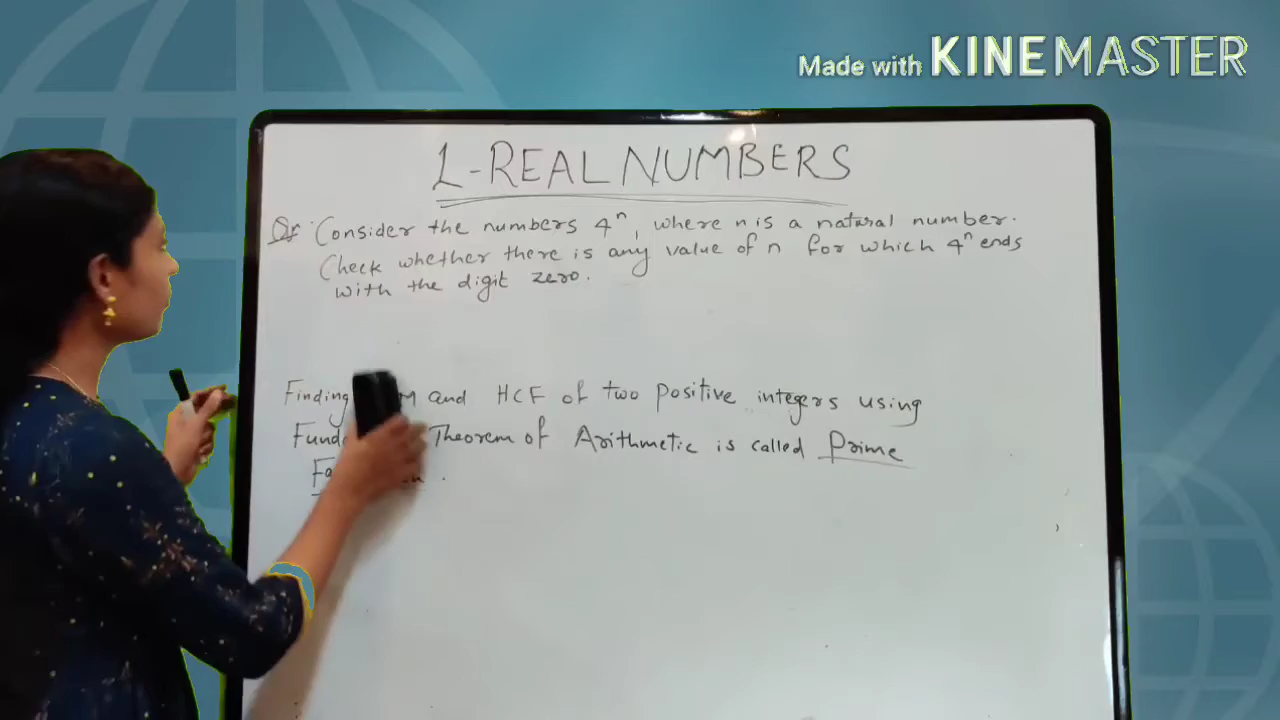 Made with KINEMASTER
1-REAL NUMBERS
Q: Consider the numbers 4ⁿ, where n is a natural number.
Check whether there is any value of n for which 4ⁿ ends
with the digit zero.
Finding and HCF of two positive integers using
Theorem of Arithmetic is called Prime